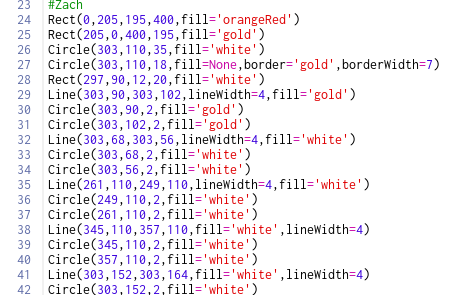 23 #Zach
24 Rect(0,205,195,400,fill='orangeRed')
25 Rect(205,0,400,195,fill='gold')
26 Circle(303,110,35,fill='white')
27 Circle(303,110,18,fill=None,border='gold',borderWidth=7)
28 Rect(297,90,12,20,fill='white')
29 Line(303,90,303,102,lineWidth=4,fill='gold')
30 Circle(303,90,2,fill='gold')
31 Circle(303,102,2,fill='gold')
32 Line(303,68,303,56,lineWidth=4,fill='white')
33 Circle(303,68,2,fill='white')
34 Circle(303,56,2,fill='white')
35 Line(261,110,249,110,lineWidth=4,fill='white')
36 Circle(249,110,2,fill='white')
37 Circle(261,110,2,fill='white')
38 Line(345,110,357,110,fill='white',lineWidth=4)
39 Circle(345,110,2,fill='white')
40 Circle(357,110,2,fill='white')
41 Line(303,152,303,164,fill='white',lineWidth=4)
42 Circle(303,152,2,fill='white')